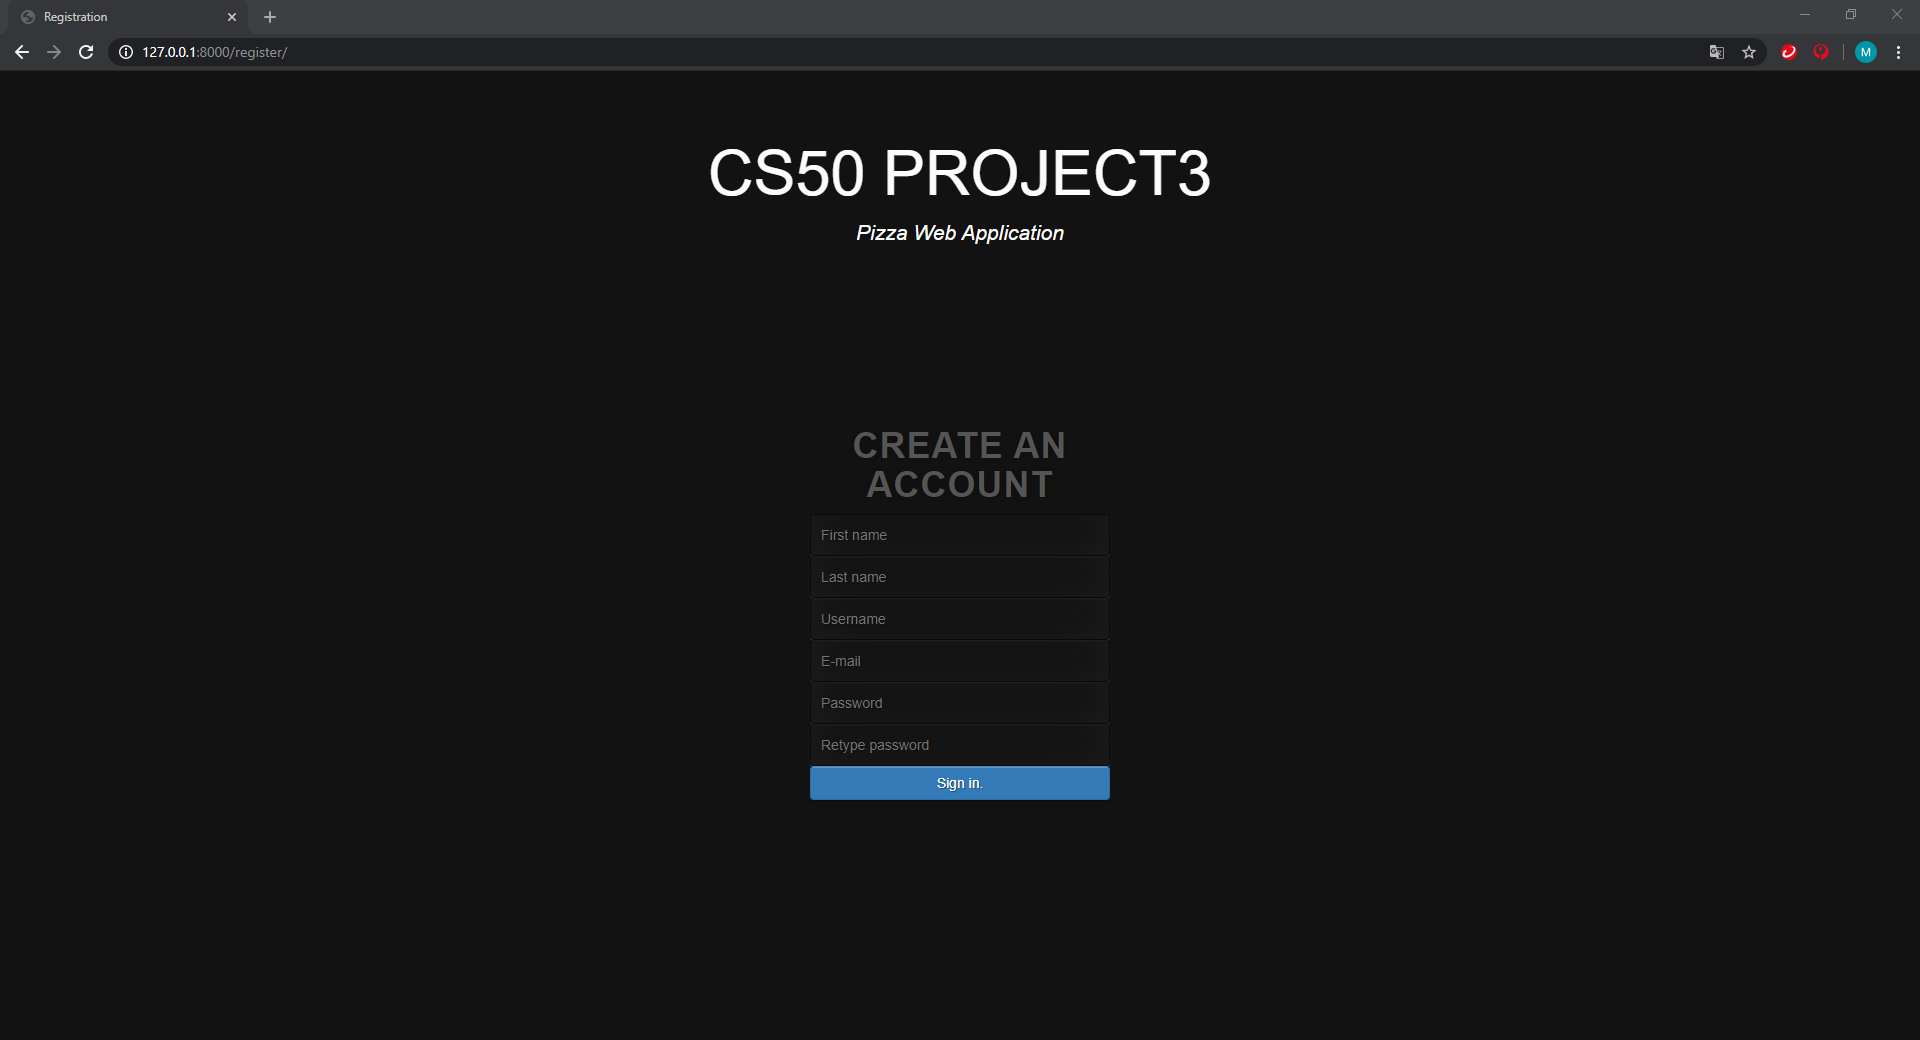 Registration
127.0.0.1:8000/register/
M
CS50 PROJECT3
Pizza Web Application
CREATE AN
ACCOUNT
First name
Last name
Username
E-mail
Password
Retype password
Sign in.